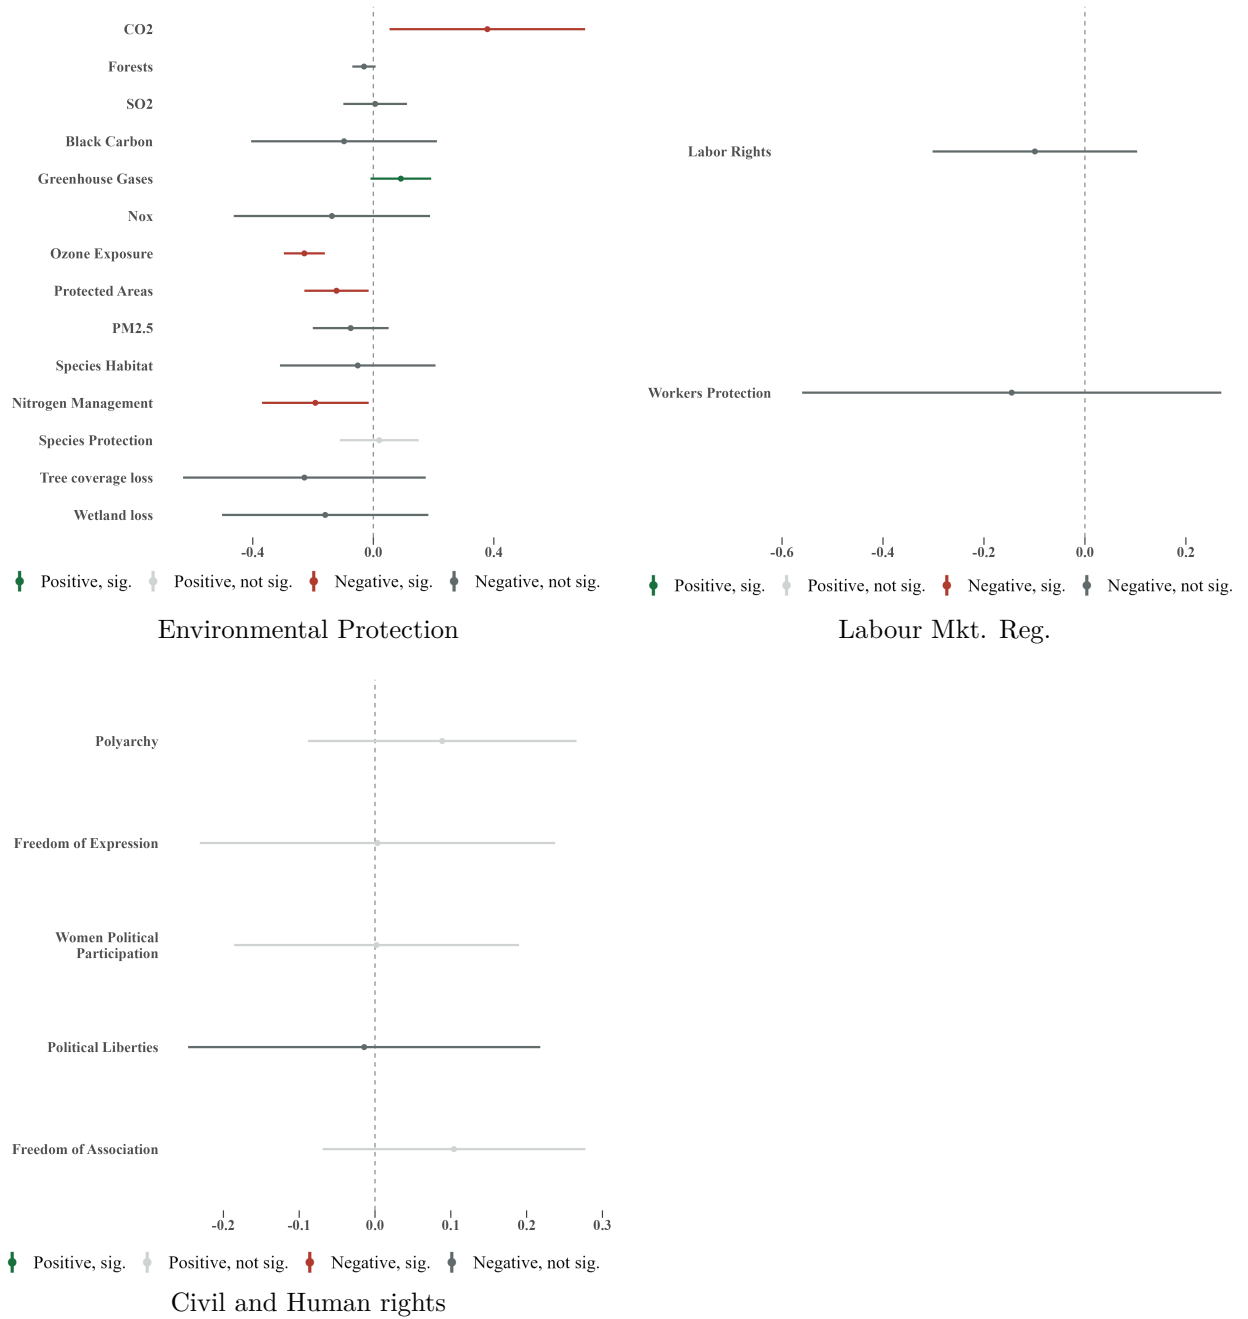 CO2
Forests
SO2
Black Carbon
Greenhouse Gases
Nox
Ozone Exposure
Protected Areas
PM2.5
Species Habitat
Nitrogen Management
Species Protection
Tree coverage loss
Wetland loss
-0.4 0.0 0.4
Positive, sig. Positive, not sig. Negative, sig. Negative, not sig.
Environmental Protection
Labor Rights
Workers Protection
-0.6 -0.4 -0.2 0.0 0.2
Positive, sig. Positive, not sig. Negative, sig. Negative, not sig.
Labour Mkt. Reg.
Polyarchy
Freedom of Expression
Women Political
Participation
Political Liberties
Freedom of Association
-0.2 -0.1 0.0 0.1 0.2 0.3
Positive, sig. Positive, not sig. Negative, sig. Negative, not sig.
Civil and Human rights